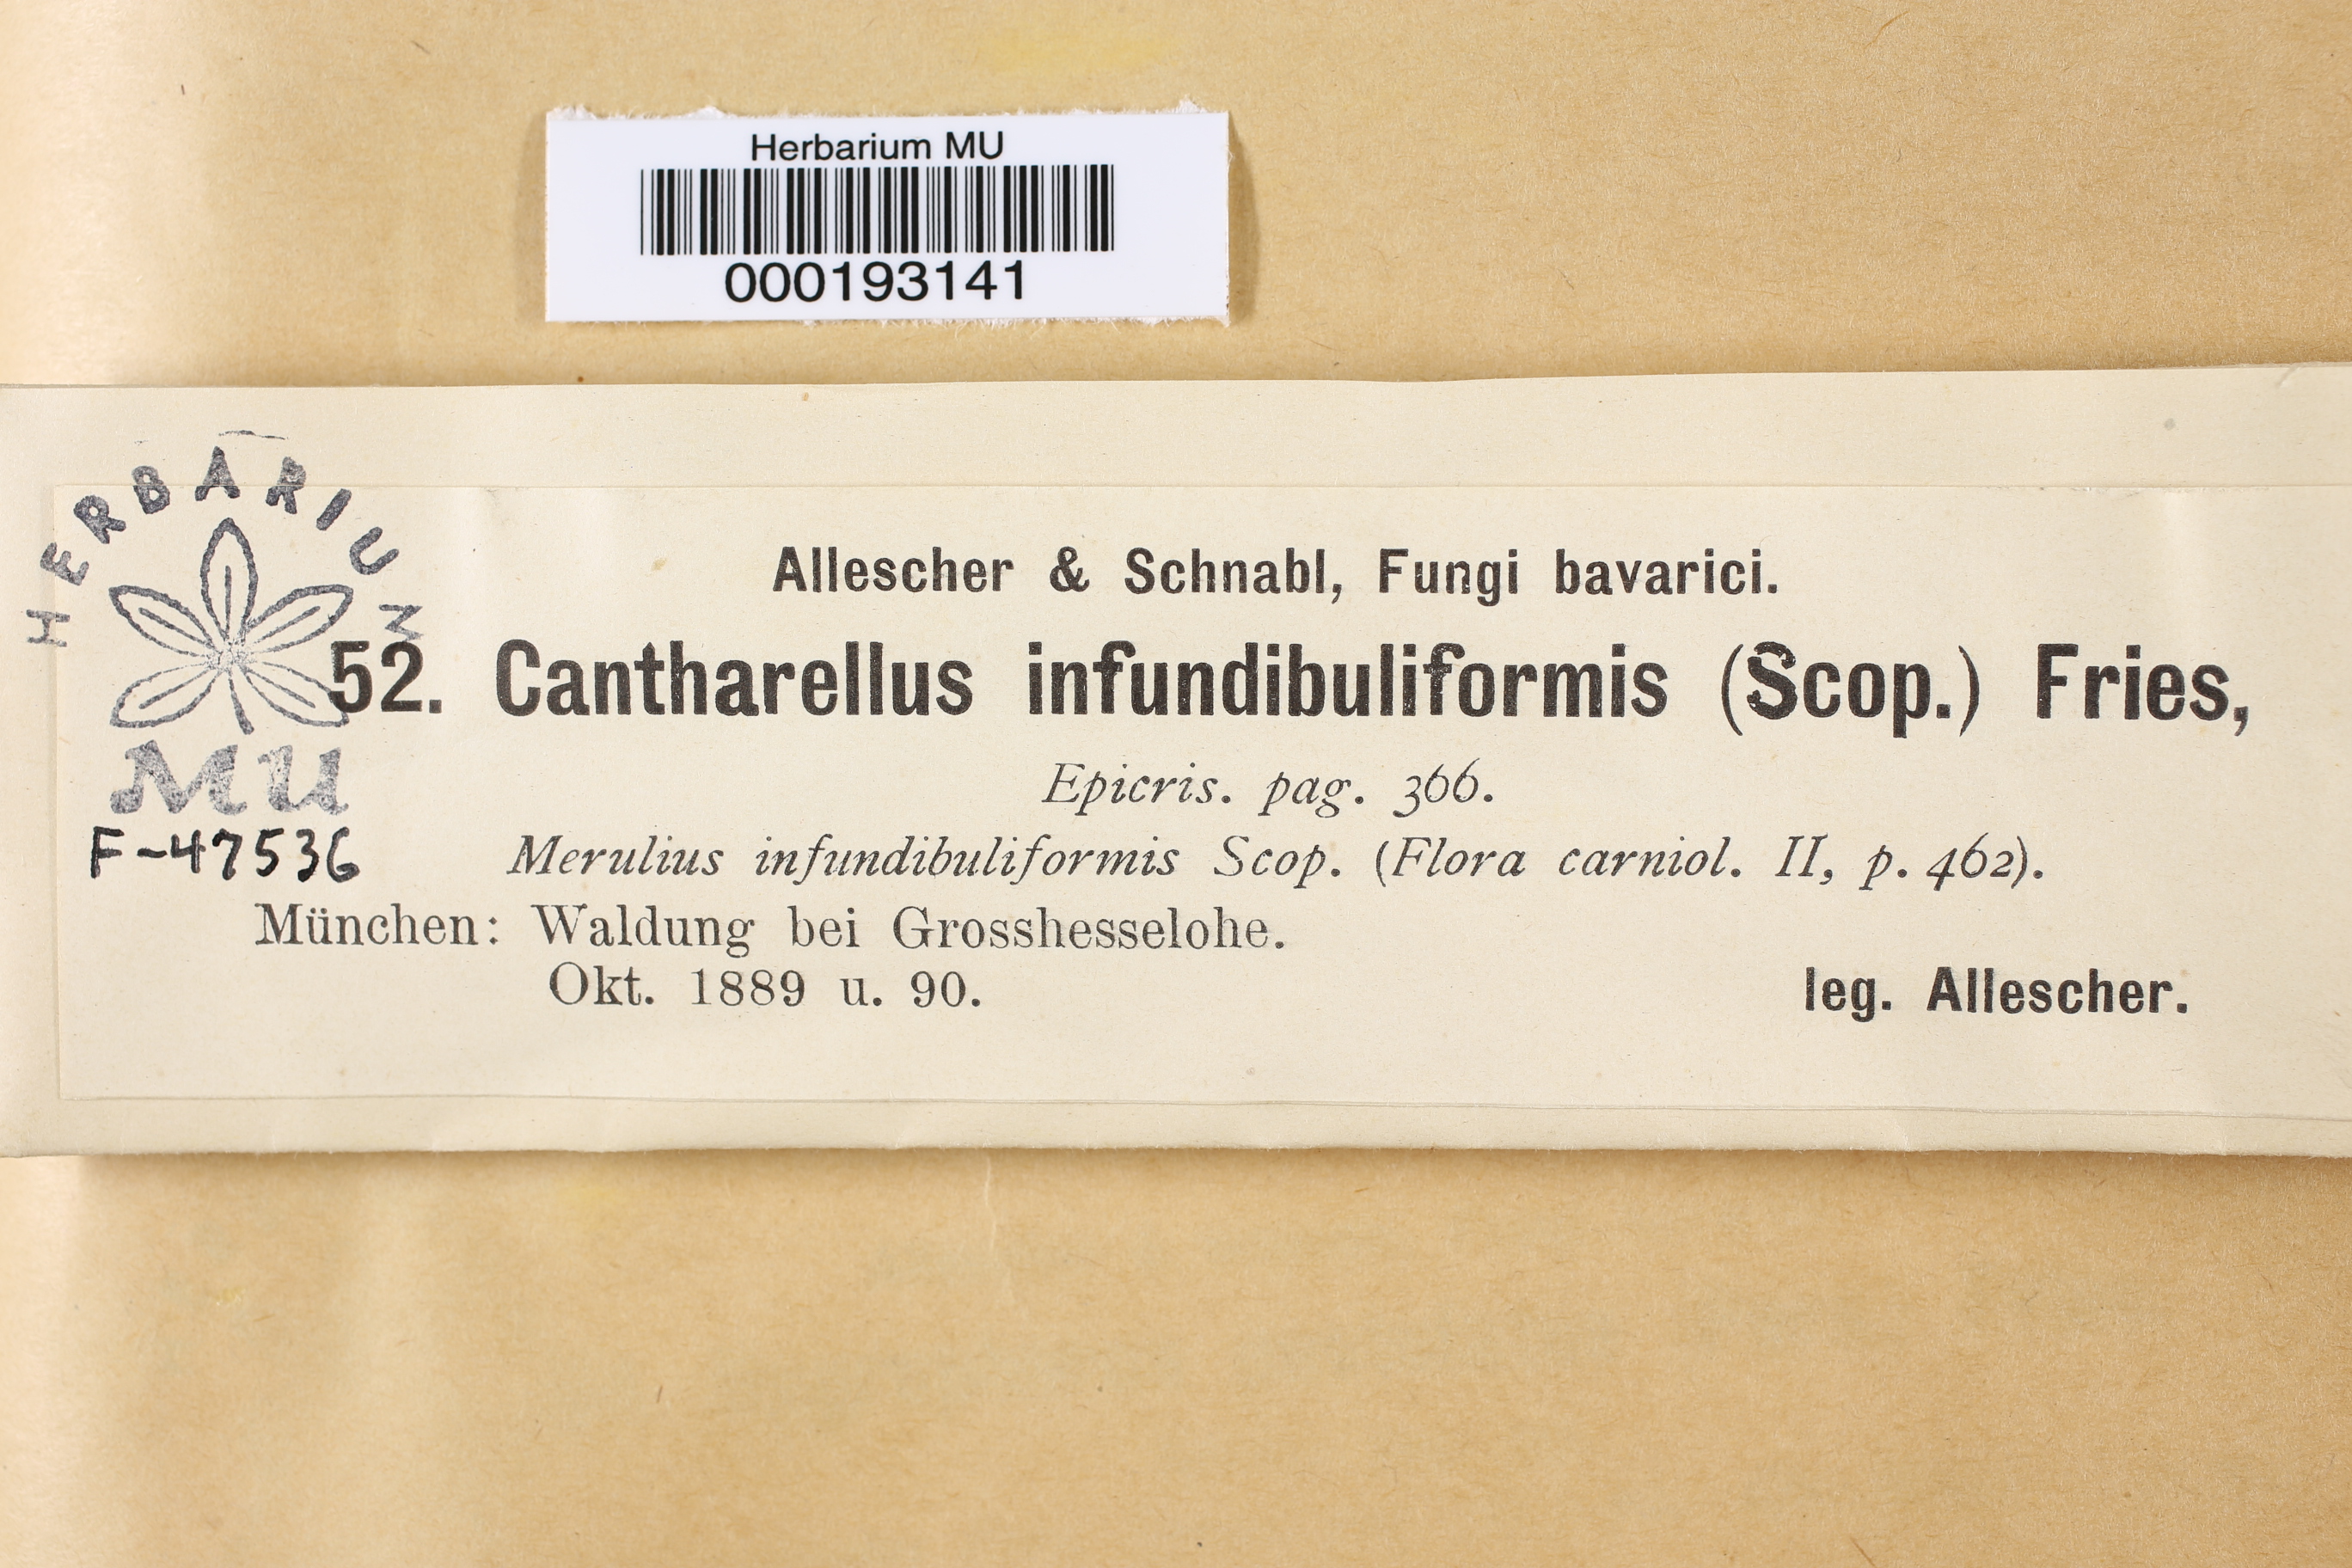 Herbarium MU
000193141
HERBARIUM
MU
F-47536
Allescher & Schnabl, Fungi bavarici.
52. Cantharellus infundibuliformis (Scop.) Fries,
Epicris. pag. 366.
Merulius infundibuliformis Scop. (Flora carniol. II, p. 462).
München: Waldung bei Grosshesselohe.
Okt. 1889 u. 90.
leg. Allescher.